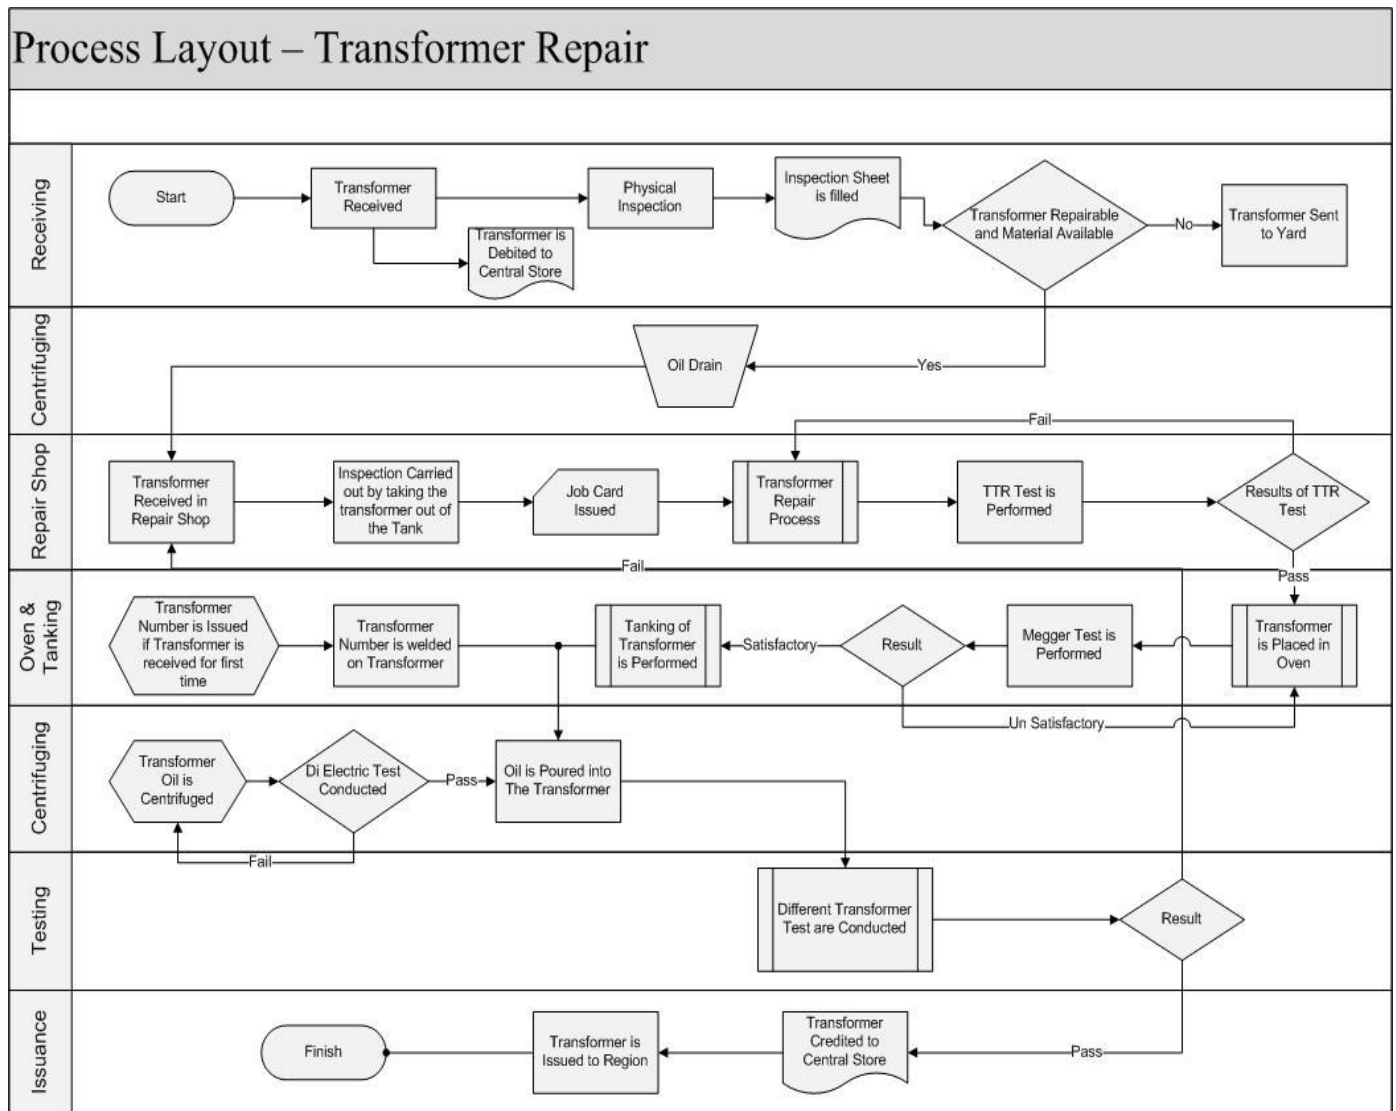 Process Layout – Transformer Repair
Receiving
Start
Transformer
Received
Physical
Inspection
Inspection Sheet
is filled
Transformer Repairable
and Material Available
No
Transformer Sent
to Yard
Transformer is
Debited to
Central Store
Centrifuging
Oil Drain
Yes
Fail
Repair Shop
Transformer
Received in
Repair Shop
Inspection Carried
out by taking the
transformer out of
the Tank
Job Card
Issued
Transformer
Repair
Process
TTR Test is
Performed
Results of TTR
Test
Fail
Pass
Oven &
Tanking
Transformer
Number is Issued
if Transformer is
received for first
time
Transformer
Number is welded
on Transformer
Tanking of
Transformer
is Performed
Satisfactory
Result
Megger Test is
Performed
Transformer
is Placed in
Oven
Un Satisfactory
Centrifuging
Transformer
Oil is
Centrifuged
Di Electric Test
Conducted
Pass
Oil is Poured into
The Transformer
Fail
Testing
Different Transformer
Test are Conducted
Result
Issuance
Finish
Transformer is
Issued to Region
Transformer
Credited to
Central Store
Pass